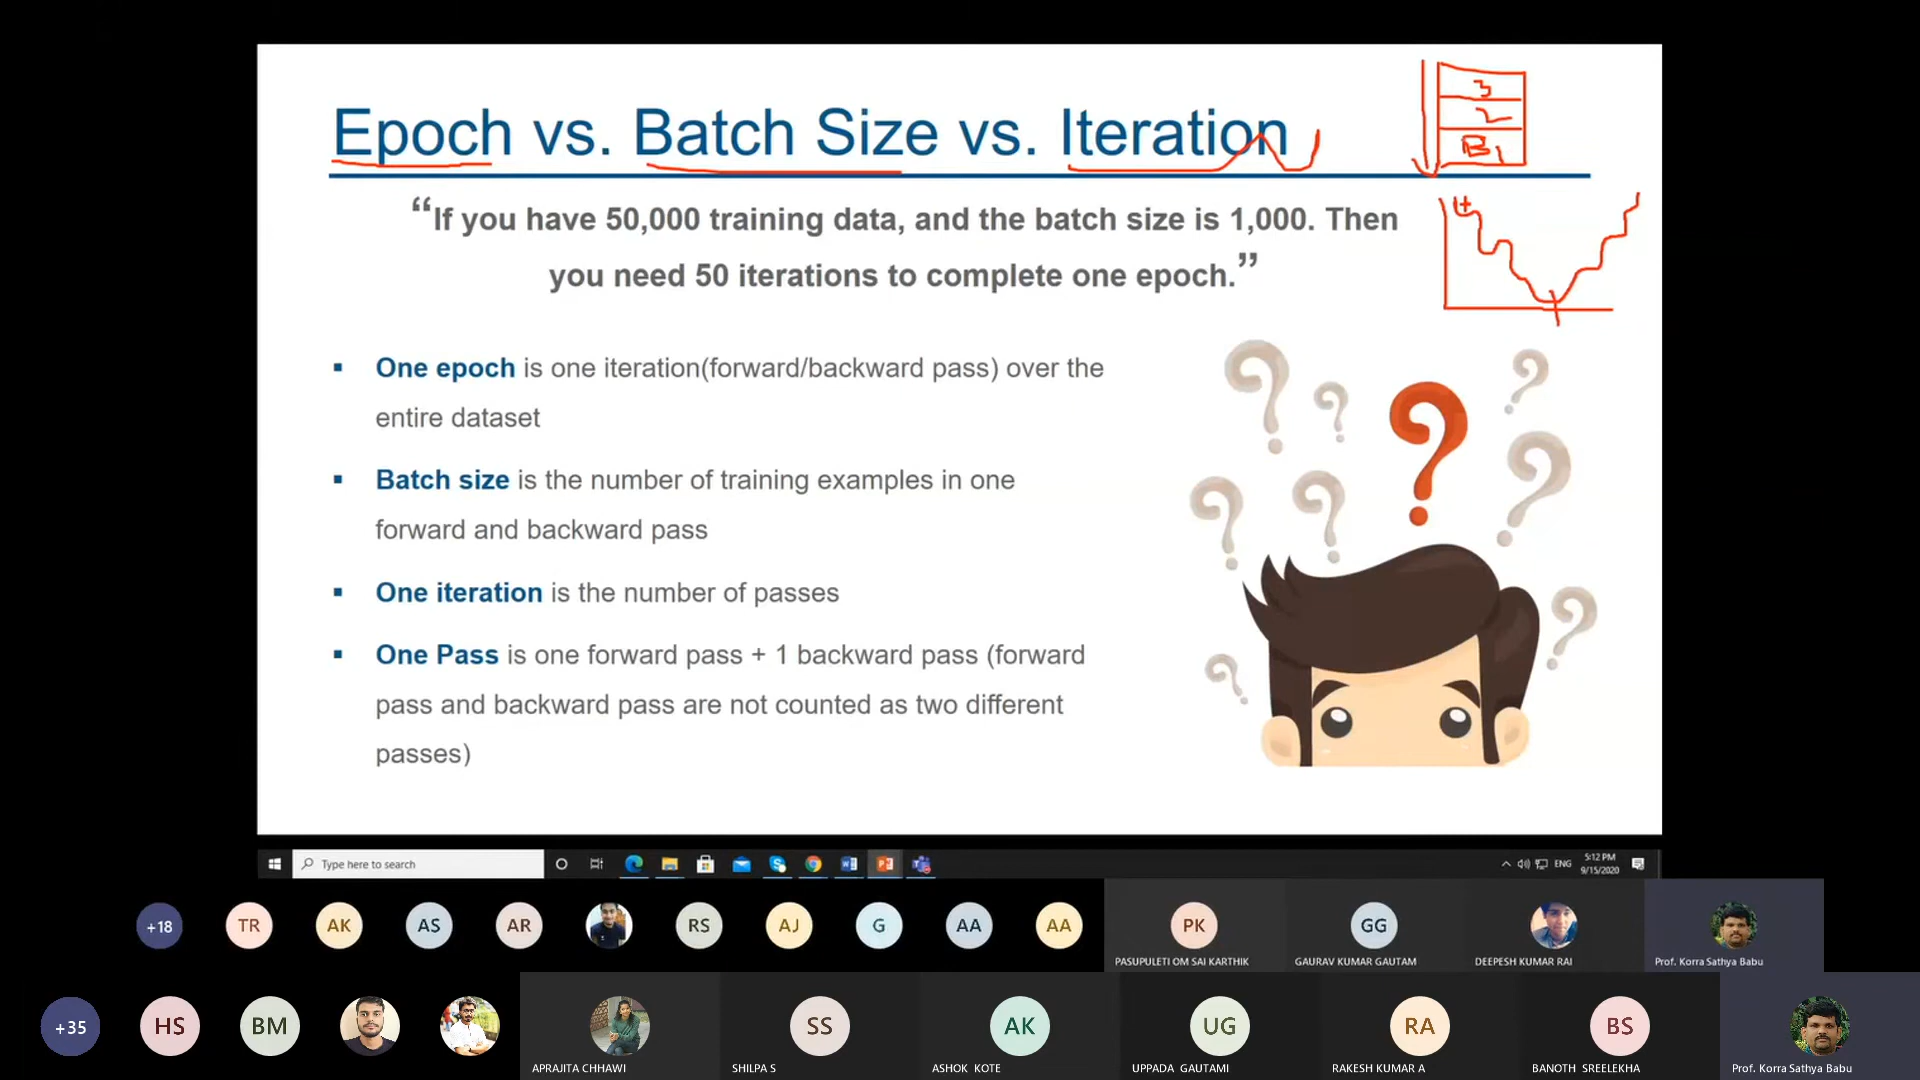 Epoch vs. Batch Size vs. Iteration
3
2
B1
“If you have 50,000 training data, and the batch size is 1,000. Then
you need 50 iterations to complete one epoch.”
▪ One epoch is one iteration(forward/backward pass) over the
entire dataset
▪ Batch size is the number of training examples in one
forward and backward pass
▪ One iteration is the number of passes
▪ One Pass is one forward pass + 1 backward pass (forward
pass and backward pass are not counted as two different
passes)
Type here to search
ENG
5:12 PM
9/15/2020
+18 TR AK AS AR RS AJ G AA AA PK GG
PASUPULETI OM SAI KARTHIK GAURAV KUMAR GAUTAM DEEPESH KUMAR RAI Prof. Korra Sathya Babu
+35 HS BM SS AK UG RA BS
APRAJITA CHHAWI SHILPA S ASHOK KOTE UPPADA GAUTAMI RAKESH KUMAR A BANOTH SREELEKHA Prof. Korra Sathya Babu